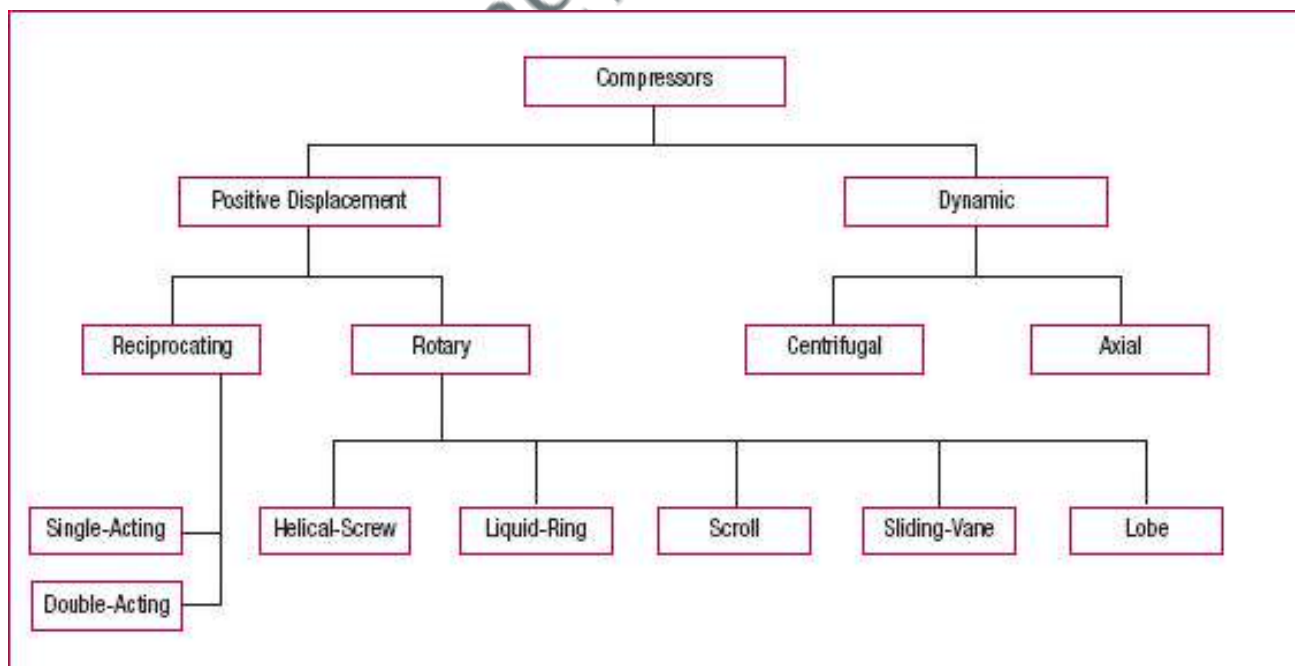 Compressors
Positive Displacement
Dynamic
Reciprocating
Rotary
Centrifugal
Axial
Single-Acting
Helical-Screw
Liquid-Ring
Scroll
Sliding-Vane
Lobe
Double-Acting